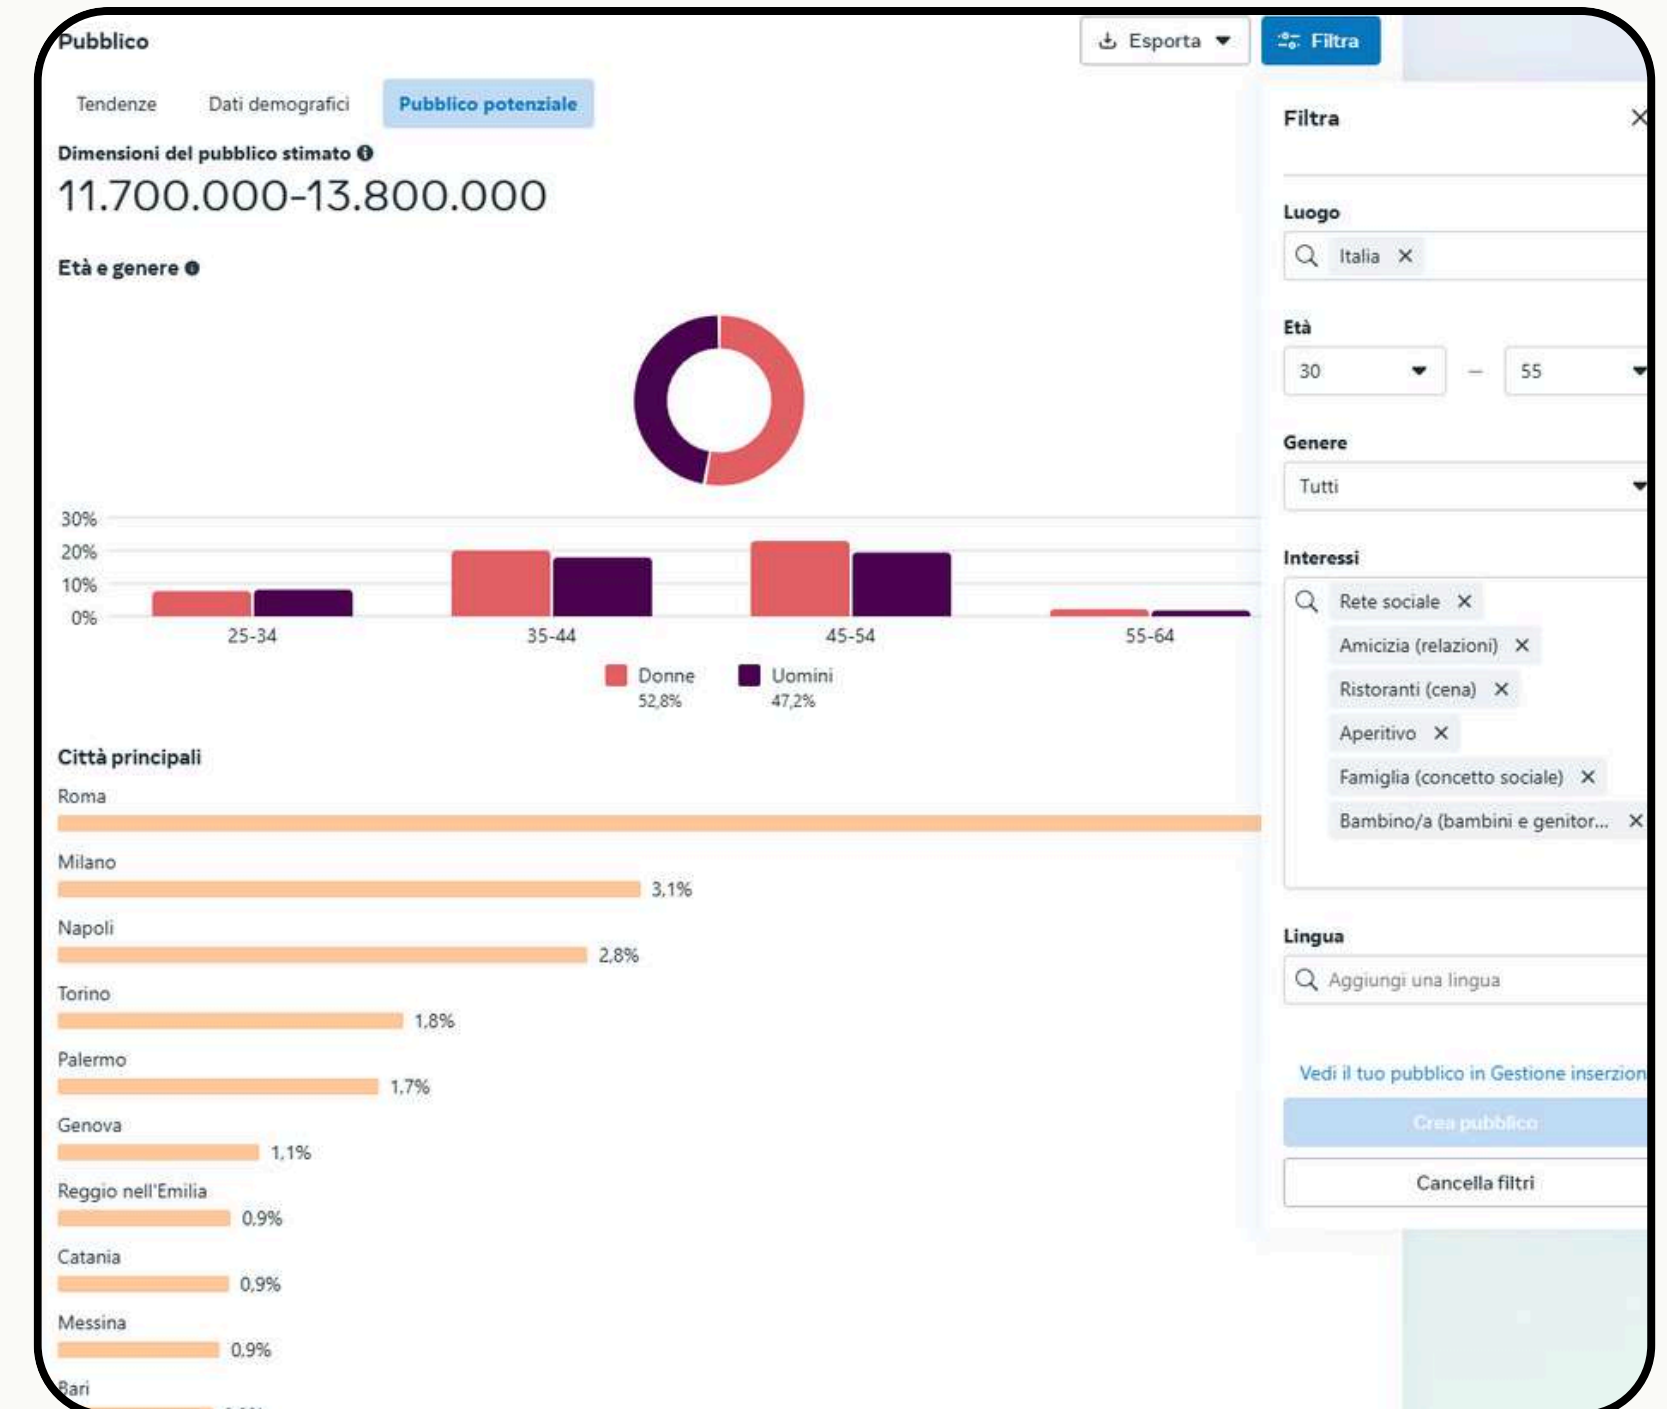 Pubblico
Esporta
Filtra
Tendenze
Dati demografici
Pubblico potenziale
Dimensioni del pubblico stimato
11.700.000-13.800.000
Età e genere
30%
20%
10%
0%
25-34
35-44
45-54
55-64
Donne
52,8%
Uomini
47,2%
Città principali
Roma
Milano
3,1%
Napoli
2,8%
Torino
1,8%
Palermo
1,7%
Genova
1,1%
Reggio nell'Emilia
0,9%
Catania
0,9%
Messina
0,9%
Bari
Filtra
Luogo
Italia
Età
30 – 55
Genere
Tutti
Interessi
Rete sociale
Amicizia (relazioni)
Ristoranti (cena)
Aperitivo
Famiglia (concetto sociale)
Bambino/a (bambini e genitor...
Lingua
Aggiungi una lingua
Vedi il tuo pubblico in Gestione inserzion
Crea pubblico
Cancella filtri